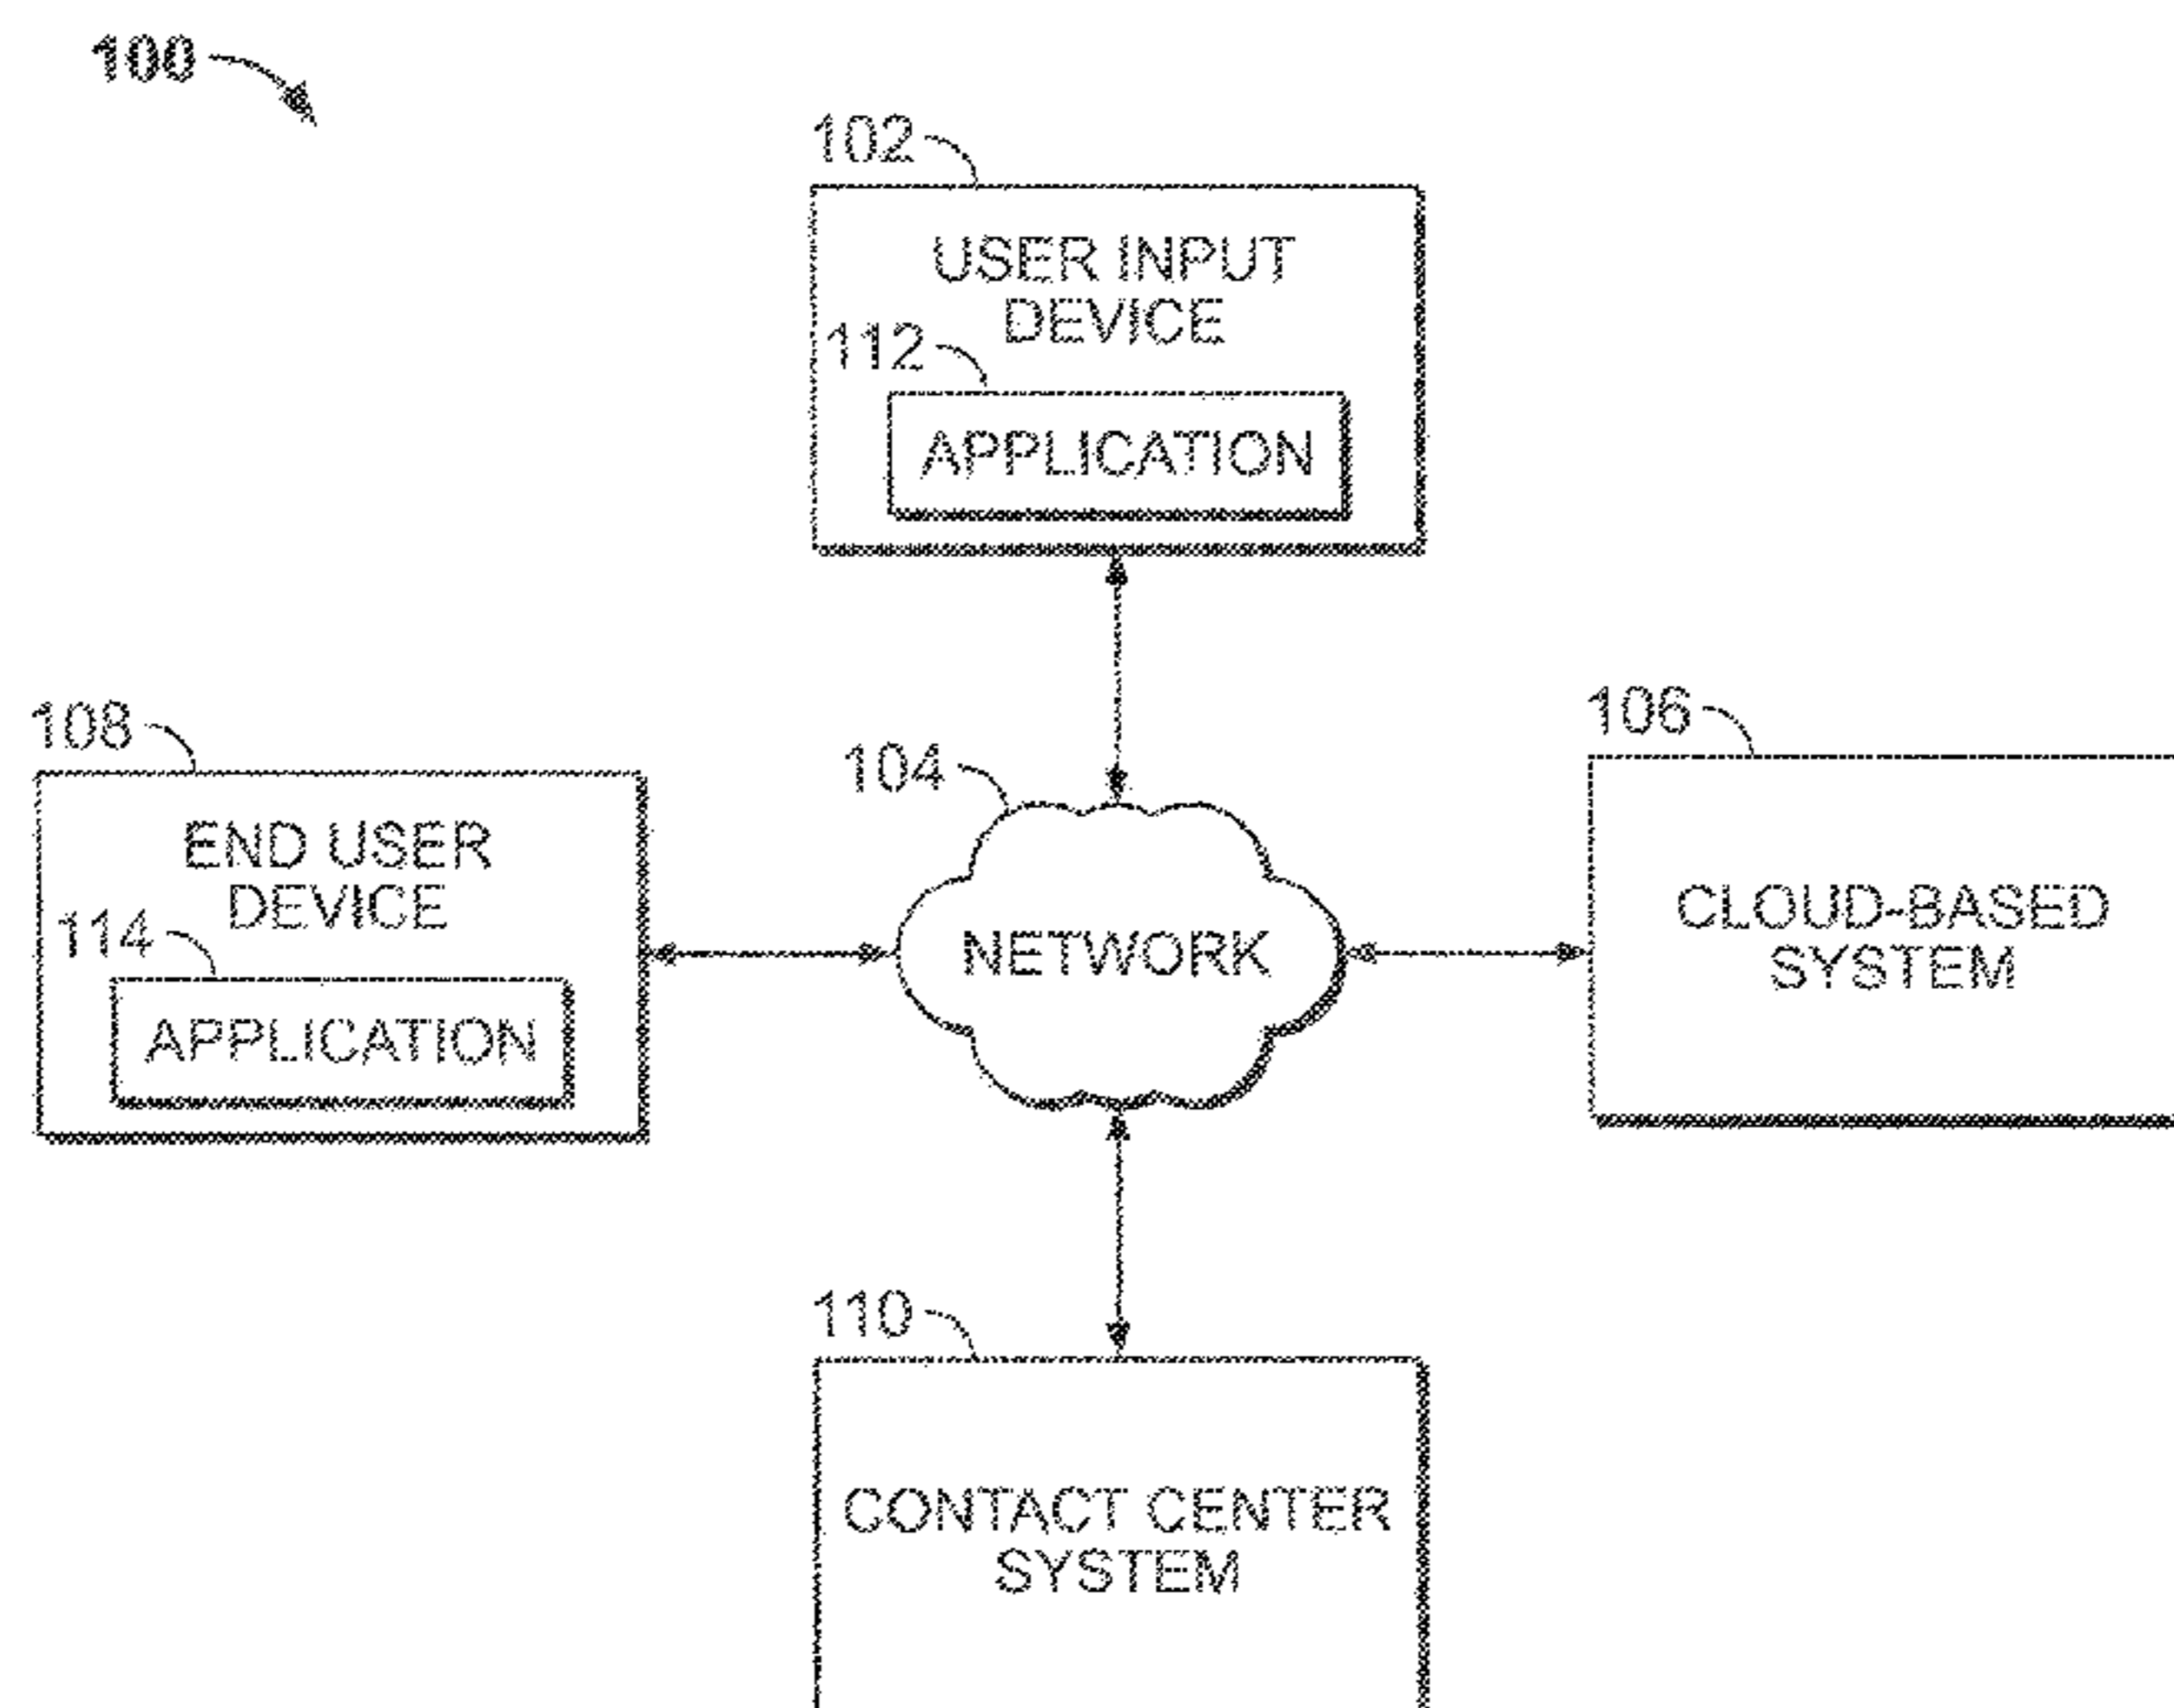 100
102
USER INPUT
DEVICE
112
APPLICATION
108
END USER
DEVICE
114
APPLICATION
104
NETWORK
106
CLOUD-BASED
SYSTEM
110
CONTACT CENTER
SYSTEM